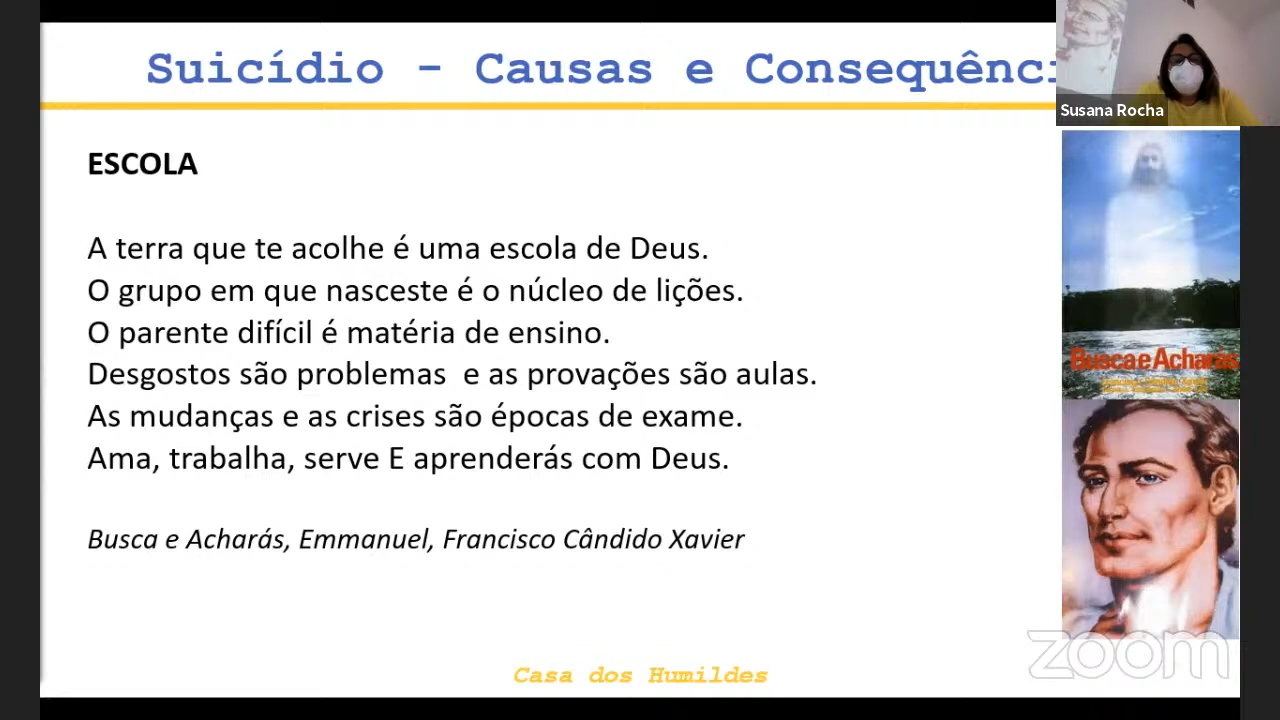 Suicídio - Causas e Consequênci
Susana Rocha
ESCOLA
A terra que te acolhe é uma escola de Deus.
O grupo em que nasceste é o núcleo de lições.
O parente difícil é matéria de ensino.
Desgostos são problemas e as provações são aulas.
As mudanças e as crises são épocas de exame.
Ama, trabalha, serve E aprenderás com Deus.
Busca e Acharás, Emmanuel, Francisco Cândido Xavier
Busca e Acharás
zoom
Casa dos Humildes